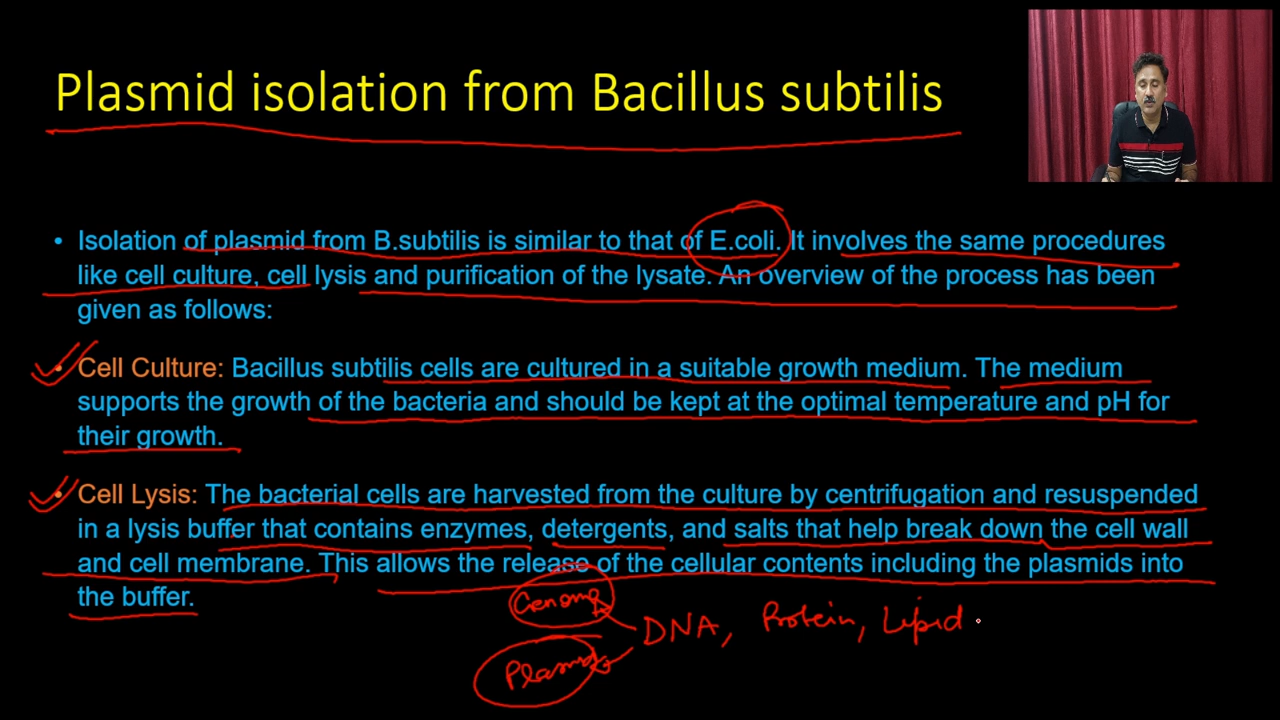 Plasmid isolation from Bacillus subtilis
• Isolation of plasmid from B.subtilis is similar to that of E.coli. It involves the same procedures
like cell culture, cell lysis and purification of the lysate. An overview of the process has been
given as follows:
• Cell Culture: Bacillus subtilis cells are cultured in a suitable growth medium. The medium
supports the growth of the bacteria and should be kept at the optimal temperature and pH for
their growth.
• Cell Lysis: The bacterial cells are harvested from the culture by centrifugation and resuspended
in a lysis buffer that contains enzymes, detergents, and salts that help break down the cell wall
and cell membrane. This allows the release of the cellular contents including the plasmids into
the buffer.
Genome
DNA, Protein, Lipid
Plasmid